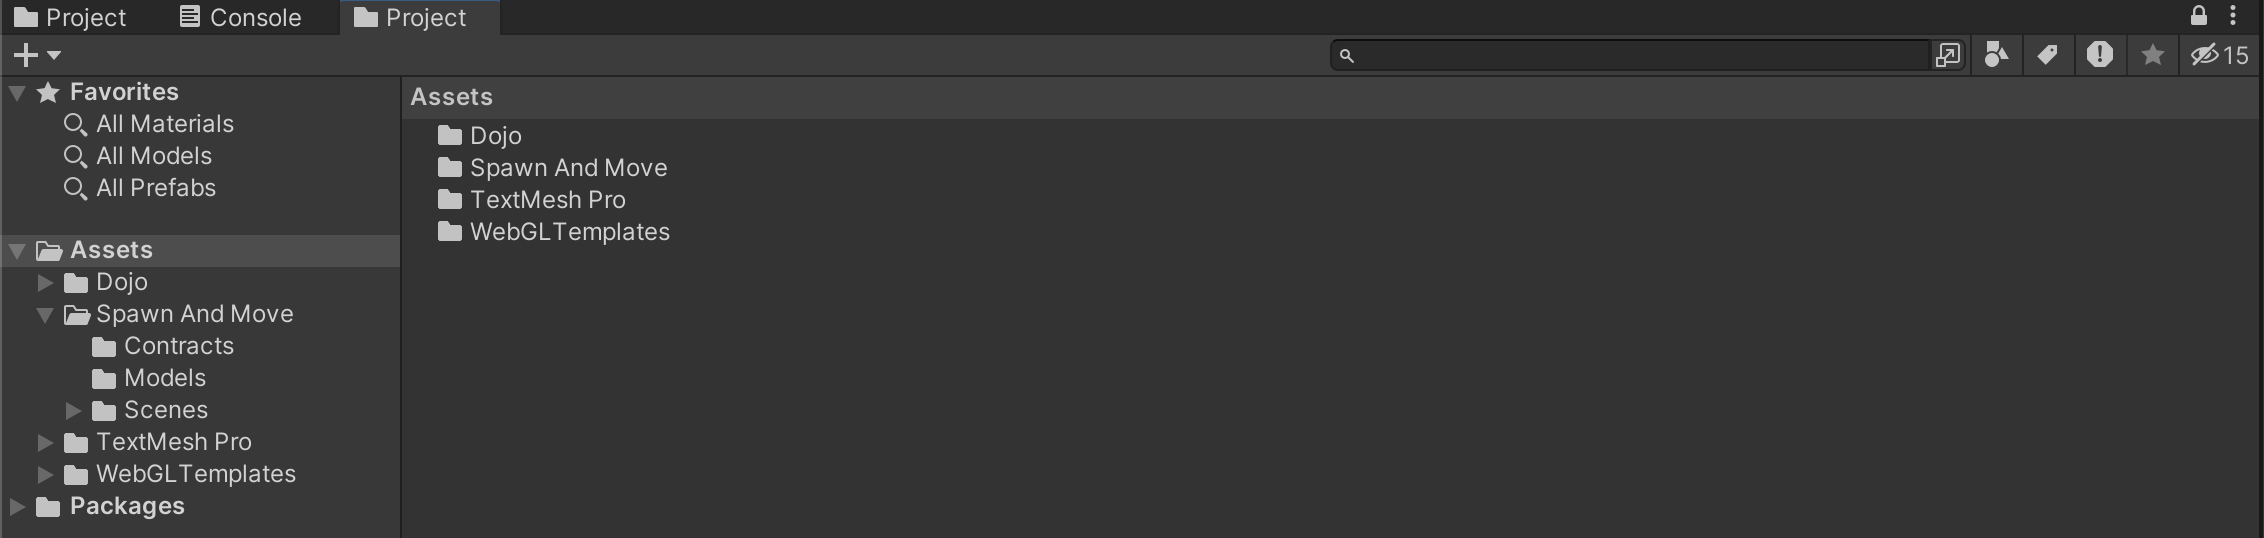 Project Console Project
15
Favorites
All Materials
All Models
All Prefabs
Assets
Dojo
Spawn And Move
Contracts
Models
Scenes
TextMesh Pro
WebGLTemplates
Packages
Assets
Dojo
Spawn And Move
TextMesh Pro
WebGLTemplates